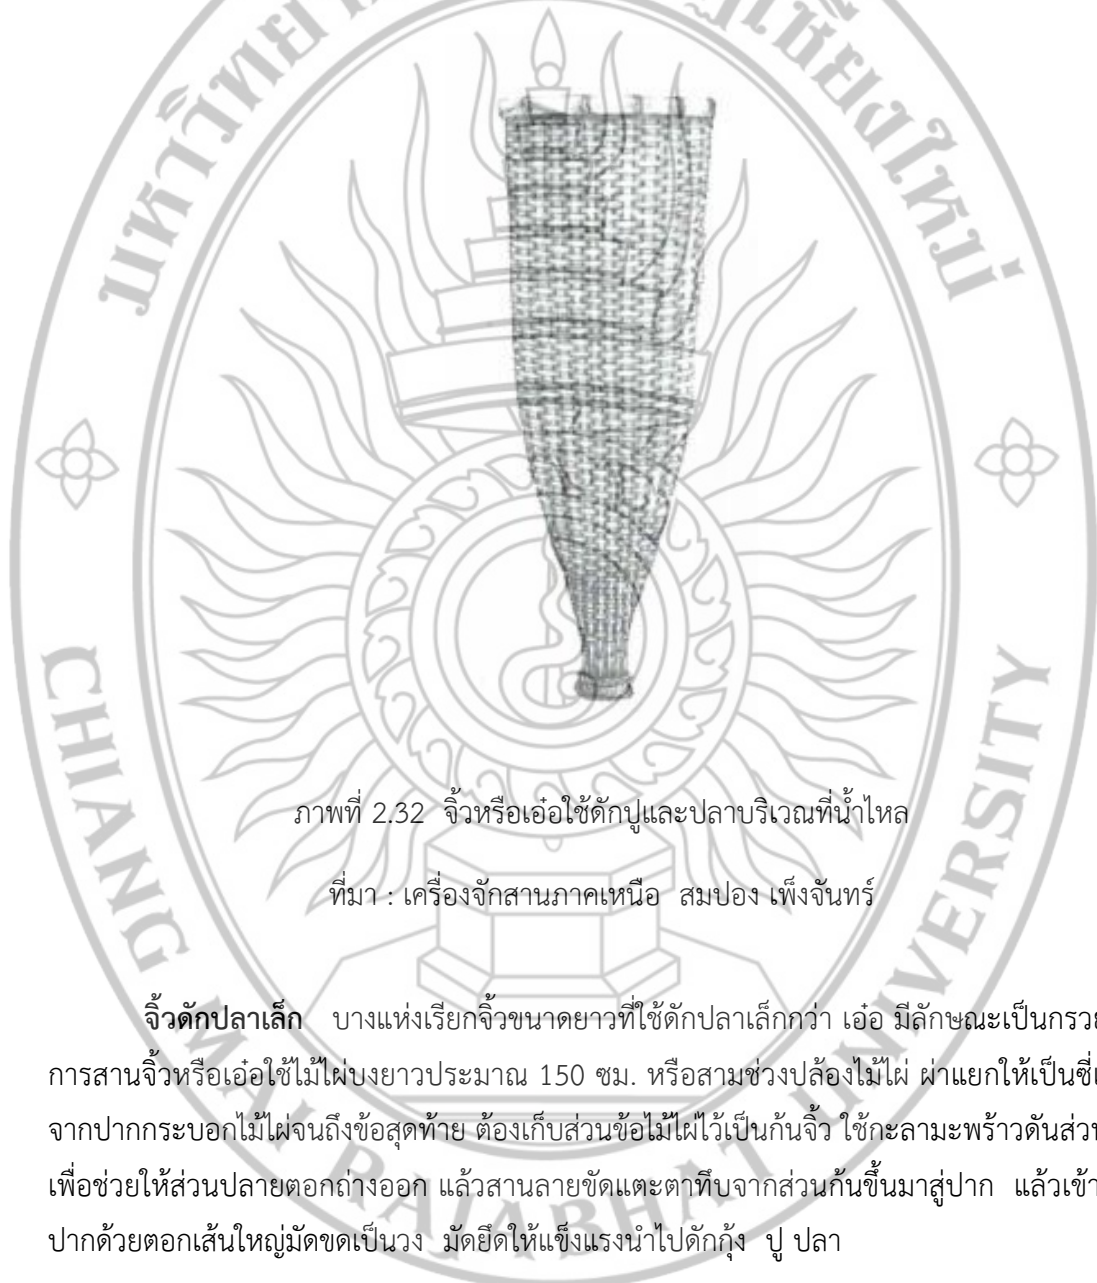 ภาพที่ 2.32 จิ้วหรือเอ๋อใช้ดักปูและปลาบริเวณที่น้ำไหล
ที่มา : เครื่องจักสานภาคเหนือ สมปอง เพ็งจันทร์
จิ้วดักปลาเล็ก บางแห่งเรียกจิ้วขนาดยาวที่ใช้ดักปลาเล็กกว่า เอ๋อ มีลักษณะเป็นกรวย
การสานจิ้วหรือเอ๋อใช้ไม้ไผ่บงยาวประมาณ 150 ซม. หรือสามช่วงปล้องไม้ไผ่ ผ่าแยกให้เป็น
จากปากกระบอกไม้ไผ่จนถึงข้อสุดท้าย ต้องเก็บส่วนข้อไม้ไผ่ไว้เป็นก้นจิ้ว ใช้กะลามะพร้าวดันส่วน
เพื่อช่วยให้ส่วนปลายตอกถ่างออก แล้วสานลายขัดแตะตาทึบจากส่วนก้นขึ้นมาสู่ปาก แล้วเข้า
ปากด้วยตอกเส้นใหญ่มัดขดเป็นวง มัดยึดให้แข็งแรงนำไปดักกุ้ง ปู ปลา
CHIANG MAI RAJABHAT UNIVERSITY